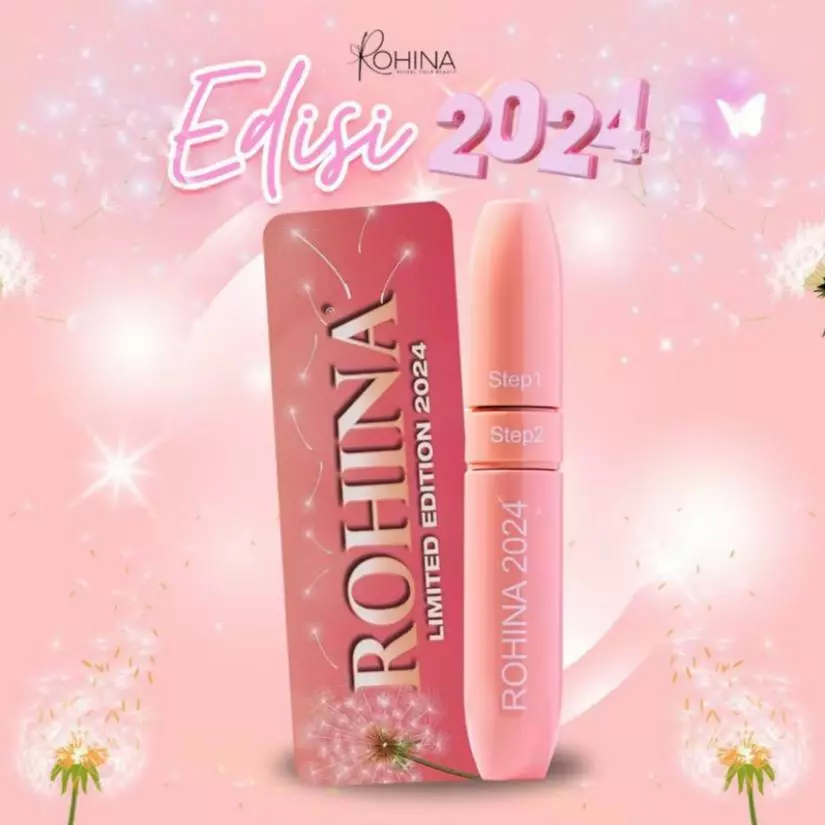 ROHINA
REVEAL YOUR BEAUTY
Edisi 2024
ROHINA
LIMITED EDITION 2024
Step1
Step2
ROHINA 2024